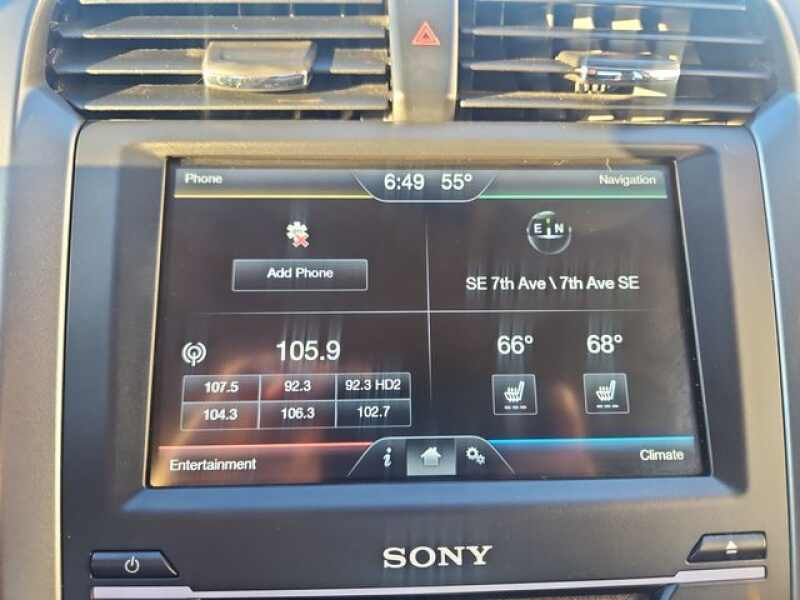 Phone
6:49 55°
Navigation
E N
Add Phone
SE 7th Ave \ 7th Ave SE
105.9
66° 68°
107.5 92.3 92.3 HD2
104.3 106.3 102.7
Entertainment
i
Climate
SONY